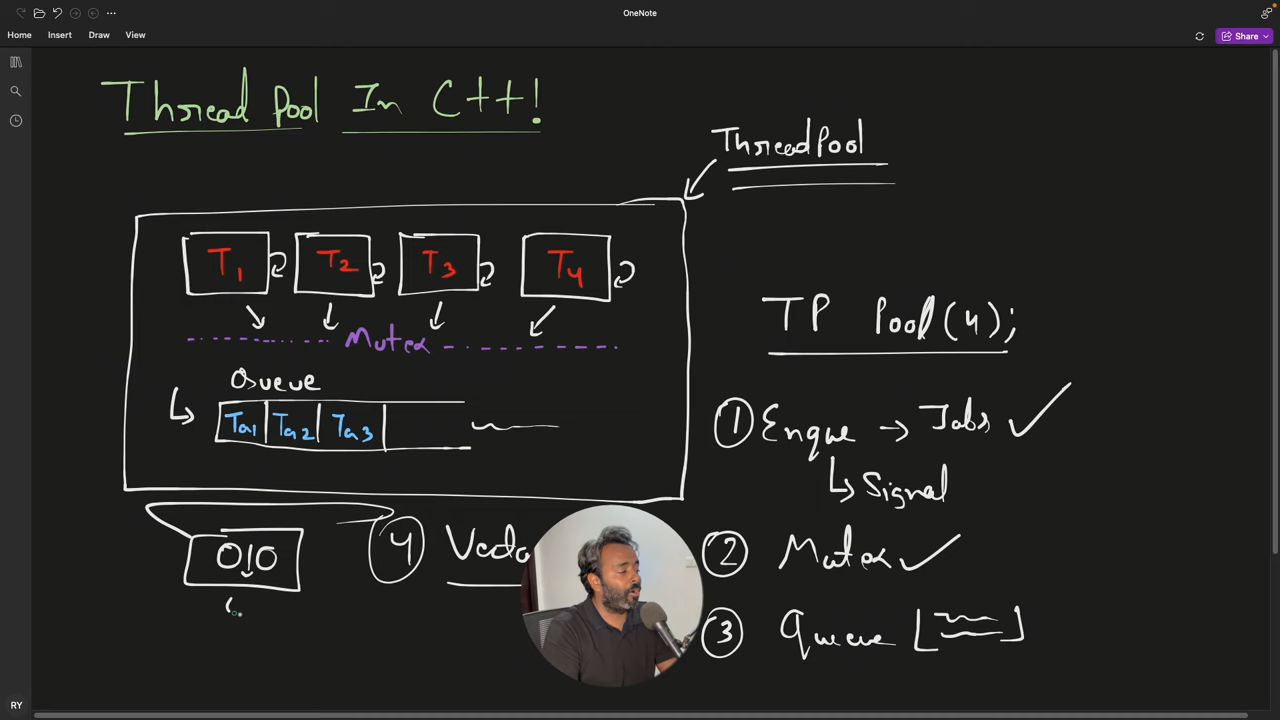 OneNote
Home Insert Draw View
Share
Thread Pool In C++!
ThreadPool
T1 T2 T3 T4
Mutex
Queue
Ta1 Ta2 Ta3
TP Pool(4);
1 Enque → Jobs ✓
↳ Signal
2 Mutex ✓
3 Queue [ ]
4
RY